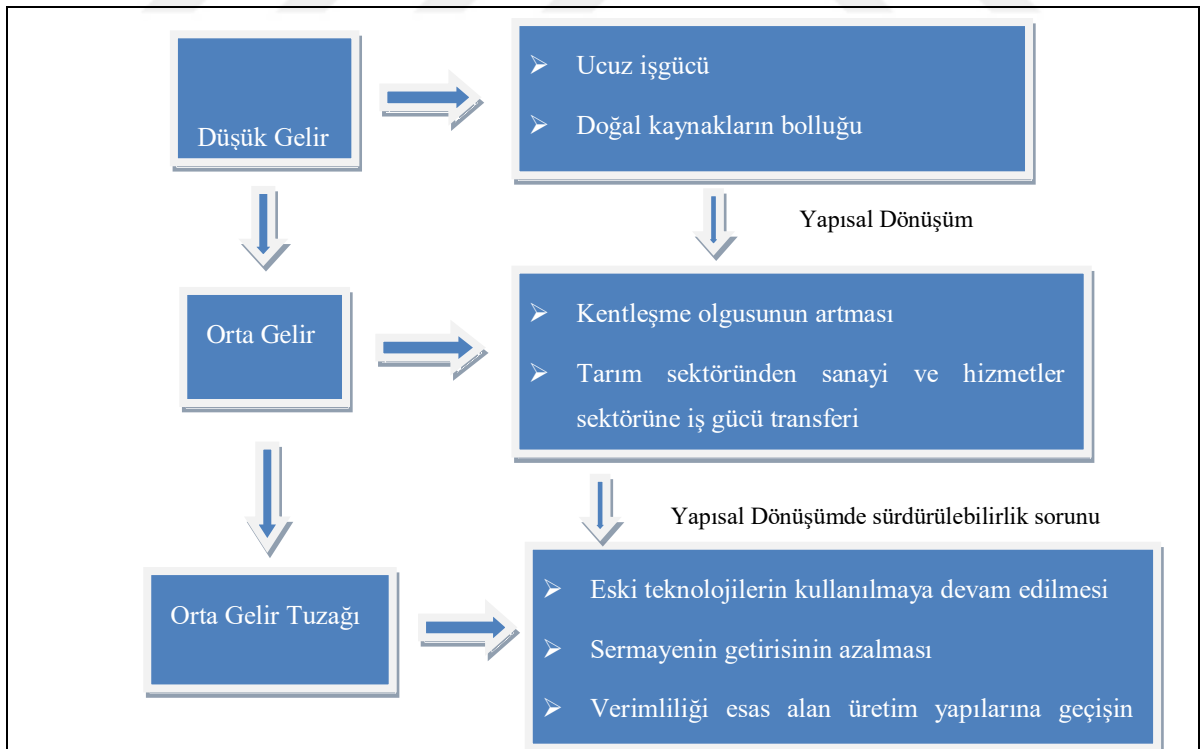 Düşük Gelir
➢ Ucuz işgücü
➢ Doğal kaynakların bolluğu
Yapısal Dönüşüm
Orta Gelir
➢ Kentleşme olgusunun artması
➢ Tarım sektöründen sanayi ve hizmetler
sektörüne iş gücü transferi
Yapısal Dönüşümde sürdürülebilirlik sorunu
Orta Gelir Tuzağı
➢ Eski teknolojilerin kullanılmaya devam edilmesi
➢ Sermayenin getirisinin azalması
➢ Verimliliği esas alan üretim yapılarına geçişin